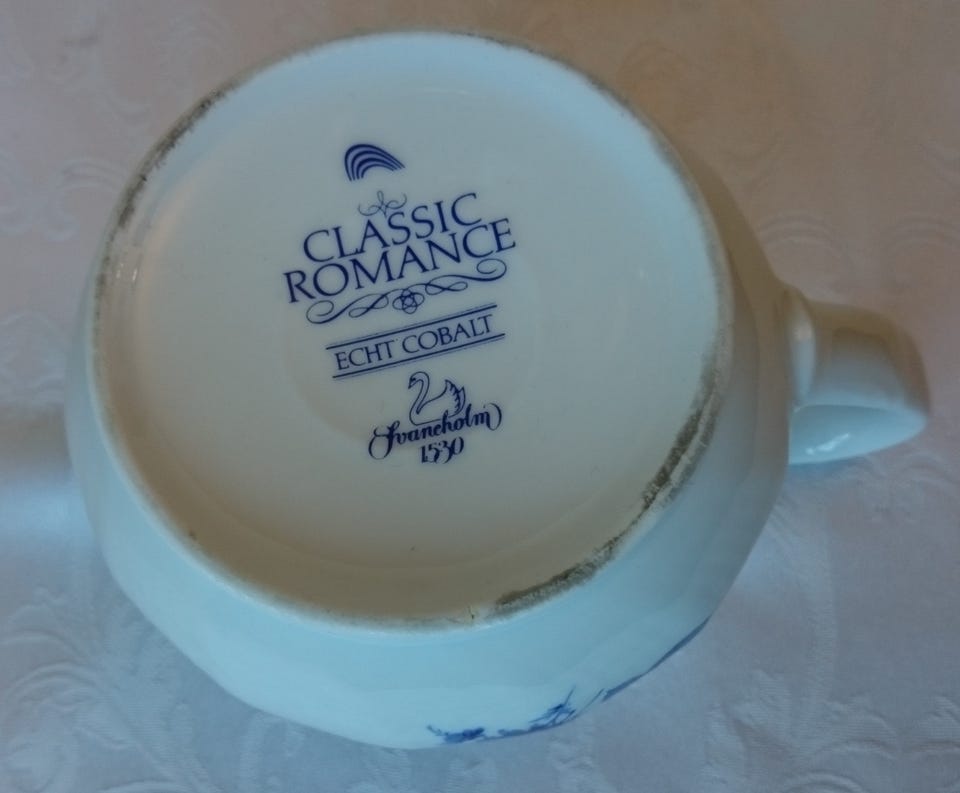 CLASSIC
ROMANCE
ECHT COBALT
Svaneholm
1530